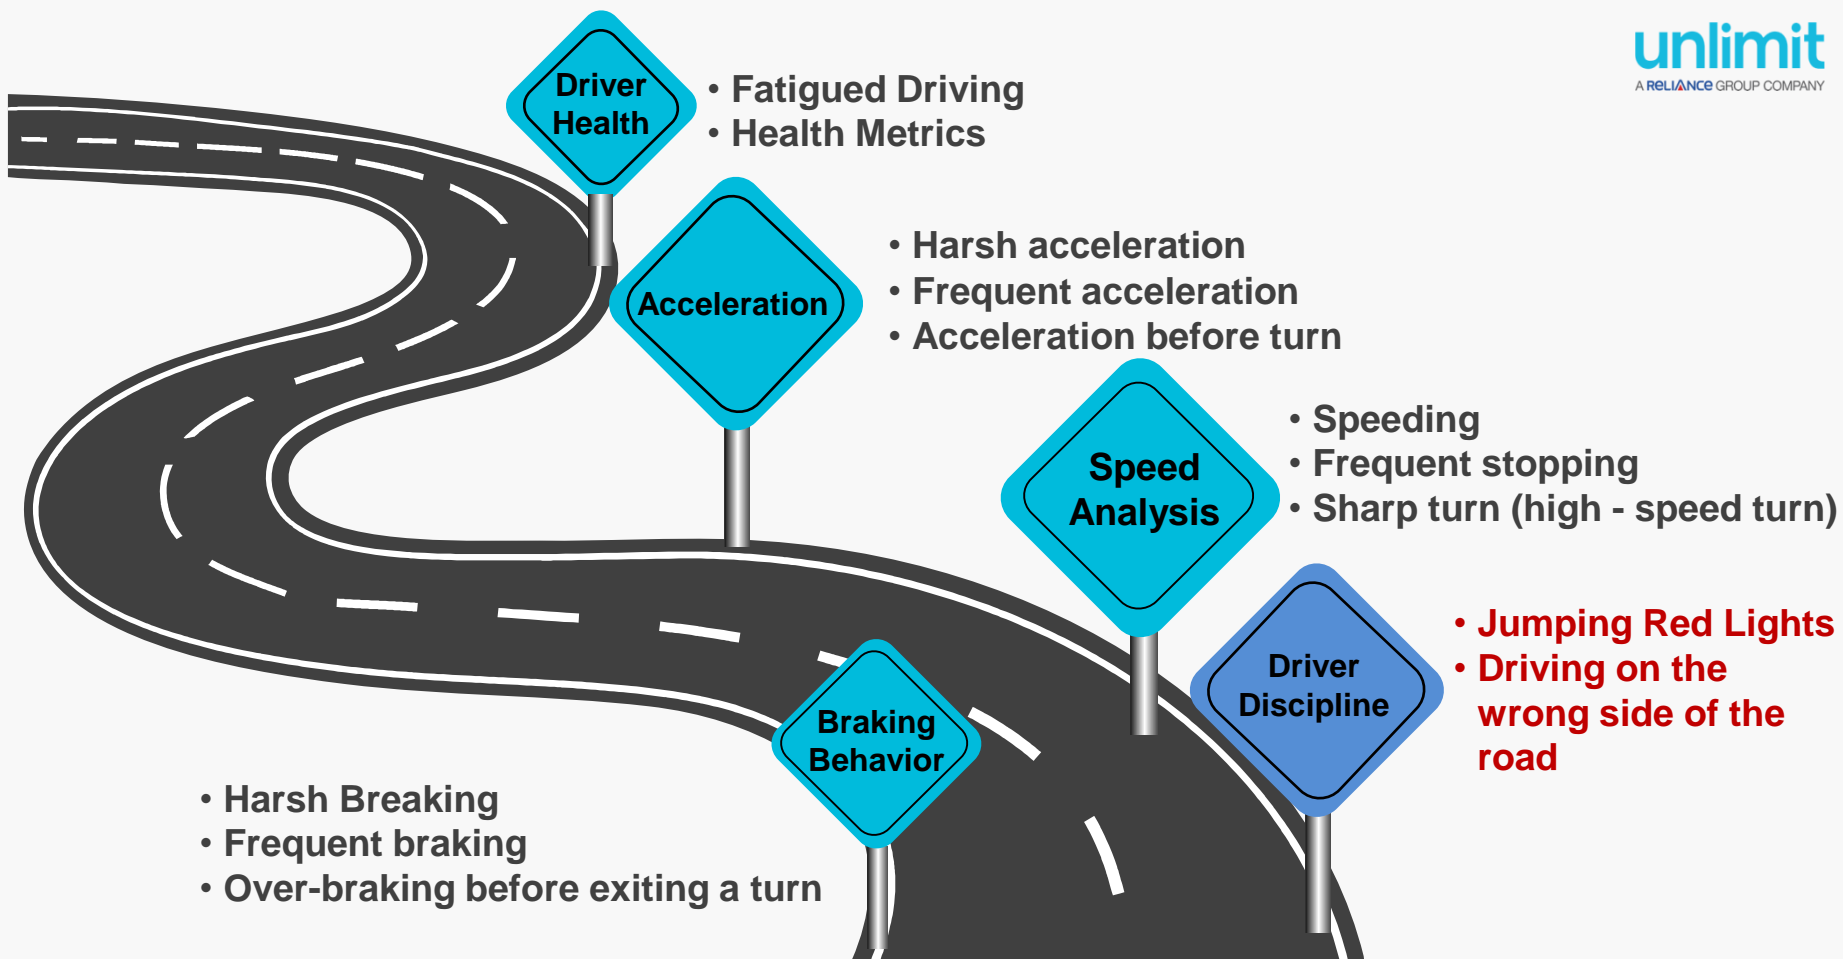 unlimit
A RELIANCE GROUP COMPANY
Driver
Health
• Fatigued Driving
• Health Metrics
Acceleration
• Harsh acceleration
• Frequent acceleration
• Acceleration before turn
Speed
Analysis
• Speeding
• Frequent stopping
• Sharp turn (high - speed turn)
Driver
Discipline
• Jumping Red Lights
• Driving on the
wrong side of the
road
Braking
Behavior
• Harsh Breaking
• Frequent braking
• Over-braking before exiting a turn